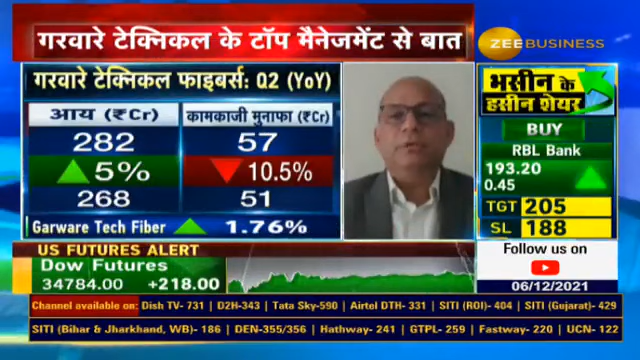 गरवारे टेक्निकल के टॉप मैनेजमेंट से बात
ZEE BUSINESS
गरवारे टेक्निकल फाइबर्स: Q2 (YoY)
आय (₹Cr)
कामकाजी मुनाफा (₹Cr)
282
57
5%
10.5%
268
51
Garware Tech Fiber 1.76%
भसीन के
हसीन शेयर
BUY
RBL Bank
193.20
0.45
TGT 205
SL 188
US FUTURES ALERT
Dow Futures
34784.00 +218.00
Follow us on
06/12/2021
Channel available on: Dish TV- 731 | D2H-343 | Tata Sky-590 | Airtel DTH- 331 | SITI (ROI)- 404 | SITI (Gujarat)- 429
SITI (Bihar & Jharkhand, WB)- 186 | DEN-355/356 | Hathway- 241 | GTPL- 259 | Fastway- 220 | UCN- 122